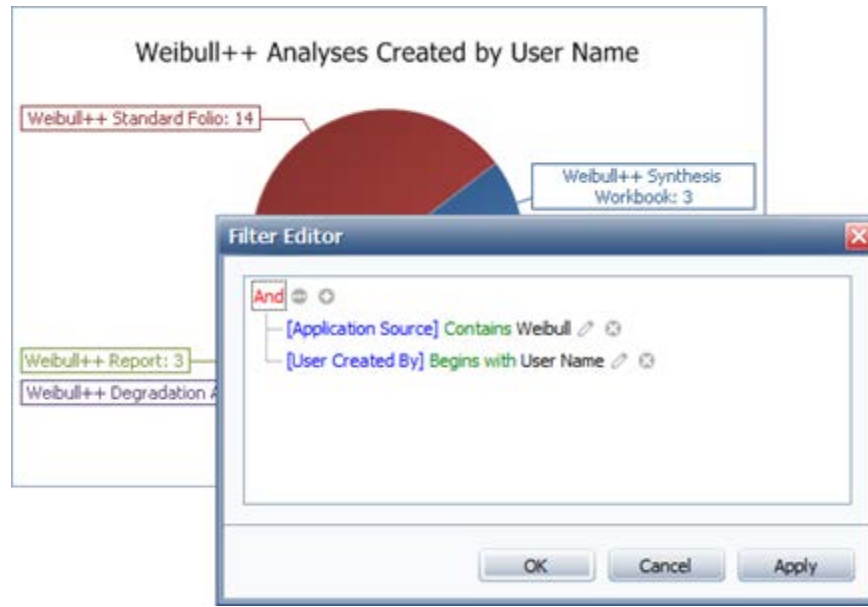 Weibull++ Analyses Created by User Name
Weibull++ Standard Folio: 14
Weibull++ Synthesis
Workbook: 3
Weibull++ Report: 3
Weibull++ Degradation
Filter Editor
And
[Application Source] Contains Weibull
[User Created By] Begins with User Name
OK
Cancel
Apply